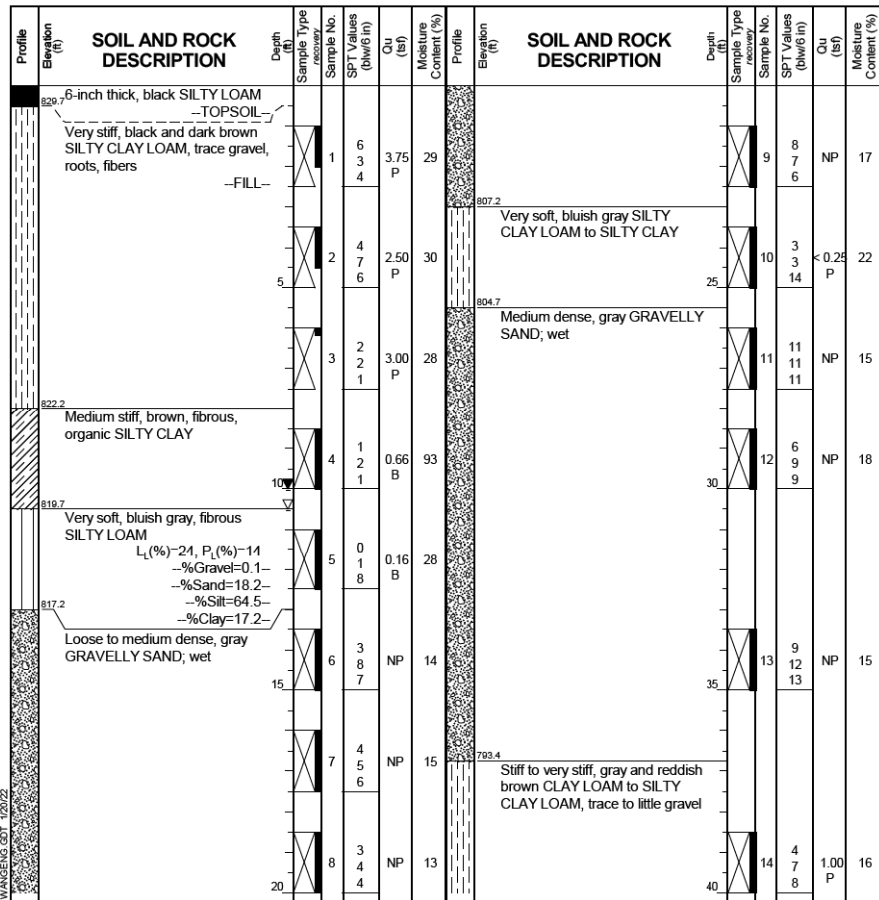 Profile
Elevation
(ft)
SOIL AND ROCK
DESCRIPTION
Depth
(ft)
Sample Type
recovery
Sample No.
SPT Values
(blw/6 in)
Qu
(tsf)
Moisture
Content (%)
829.7
6-inch thick, black SILTY LOAM
--TOPSOIL--
Very stiff, black and dark brown
SILTY CLAY LOAM, trace gravel,
roots, fibers
--FILL--
1
6
3
4
3.75
P
29
2
4
7
6
2.50
P
30
5
3
2
2
1
3.00
P
28
822.2
Medium stiff, brown, fibrous,
organic SILTY CLAY
4
1
2
1
0.66
B
93
10
819.7
Very soft, bluish gray, fibrous
SILTY LOAM
LL(%)=24, PL(%)=14
--%Gravel=0.1--
--%Sand=18.2--
--%Silt=64.5--
--%Clay=17.2--
5
0
1
8
0.16
B
28
817.2
Loose to medium dense, gray
GRAVELLY SAND; wet
6
3
8
7
NP
14
15
7
4
5
6
NP
15
8
3
4
4
NP
13
20
WANGENG.GDT 1/20/22
Profile
Elevation
(ft)
SOIL AND ROCK
DESCRIPTION
Depth
(ft)
Sample Type
recovery
Sample No.
SPT Values
(blw/6 in)
Qu
(tsf)
Moisture
Content (%)
9
8
7
6
NP
17
807.2
Very soft, bluish gray SILTY
CLAY LOAM to SILTY CLAY
10
3
3
14
< 0.25
P
22
25
804.7
Medium dense, gray GRAVELLY
SAND; wet
11
11
11
11
NP
15
12
6
9
9
NP
18
30
13
9
12
13
NP
15
35
793.4
Stiff to very stiff, gray and reddish
brown CLAY LOAM to SILTY
CLAY LOAM, trace to little gravel
14
4
7
8
1.00
P
16
40